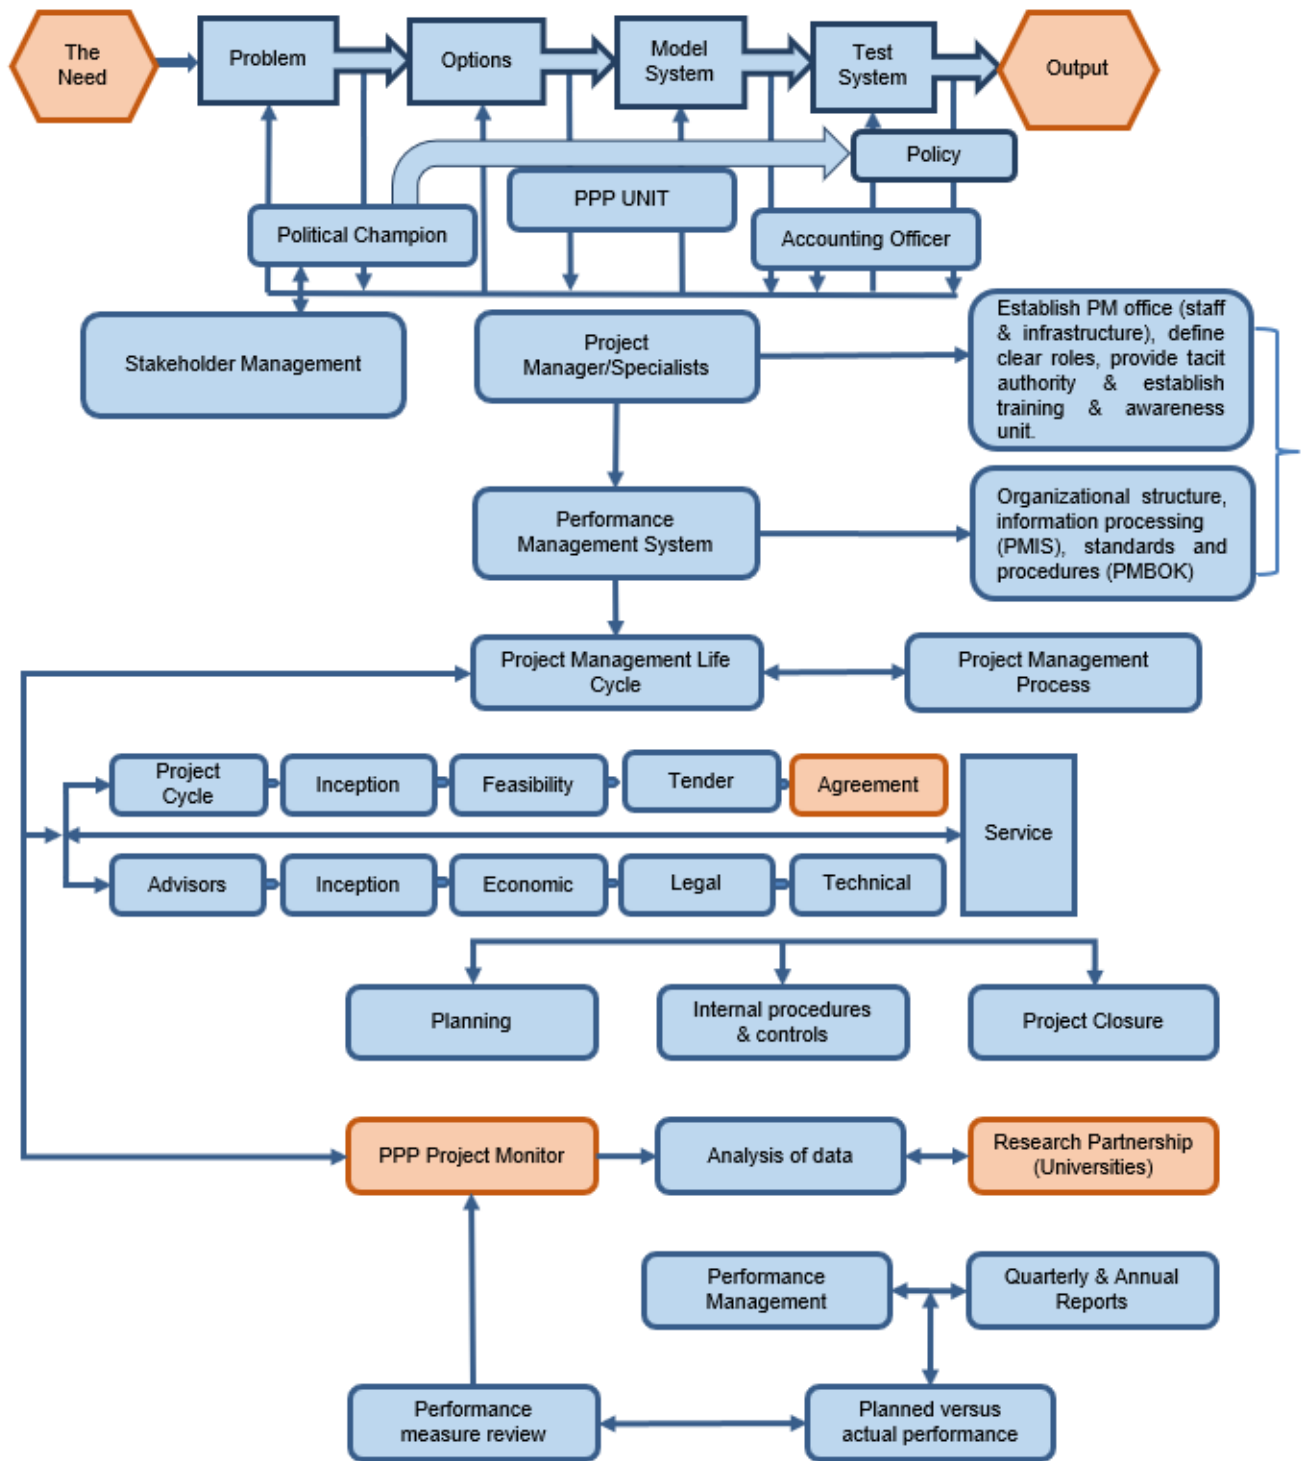 The
Need
Problem
Options
Model
System
Test
System
Output
Policy
PPP UNIT
Political Champion
Accounting Officer
Stakeholder Management
Project
Manager/Specialists
Establish PM office (staff
& infrastructure), define
clear roles, provide tacit
authority & establish
training & awareness
unit.
Performance
Management System
Organizational structure,
information processing
(PMIS), standards and
procedures (PMBOK)
Project Management Life
Cycle
Project Management
Process
Project
Cycle
Inception
Feasibility
Tender
Agreement
Service
Advisors
Inception
Economic
Legal
Technical
Planning
Internal procedures
& controls
Project Closure
PPP Project Monitor
Analysis of data
Research Partnership
(Universities)
Performance
Management
Quarterly & Annual
Reports
Performance
measure review
Planned versus
actual performance